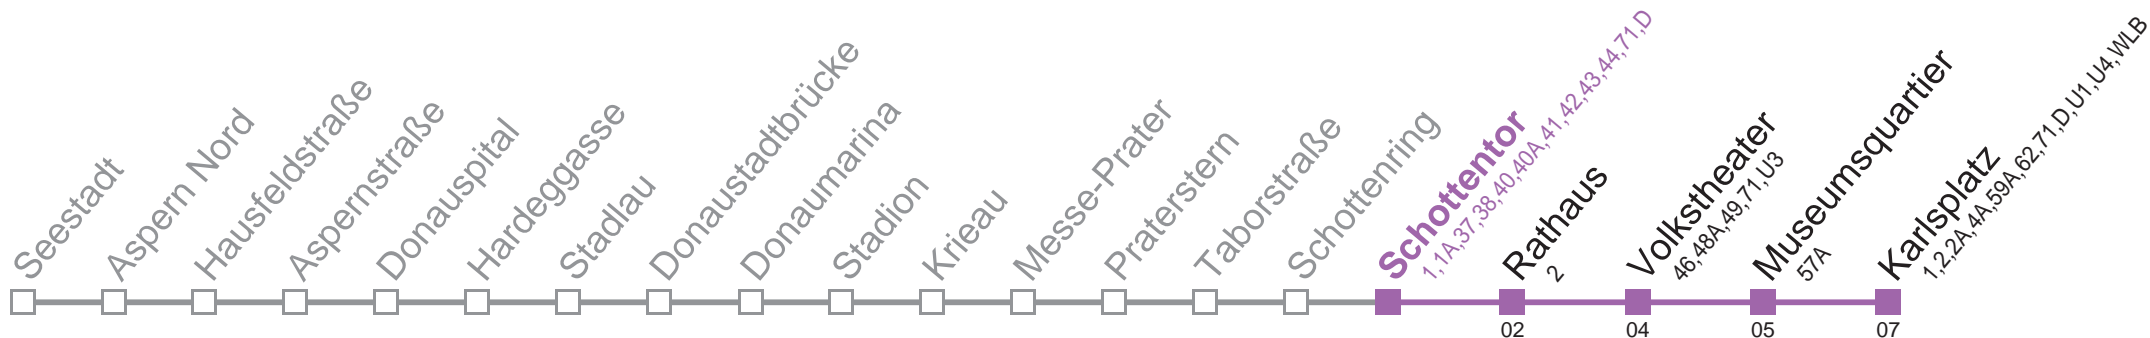 Seestadt
Aspern Nord
Hausfeldstraße
Aspernstraße
Donauspital
Hardeggasse
Stadlau
Donaustadtbrücke
Donaumarina
Stadion
Krieau
Messe-Prater
Praterstern
Taborstraße
Schottenring
Schottentor
1,1A,37,38,40,40A,41,42,43,44,71,D
Rathaus
2
Volkstheater
46,48A,49,71,U3
Museumsquartier
57A
Karlsplatz
1,2,2A,4A,59A,62,71,D,U1,U4,WLB
02
04
05
07